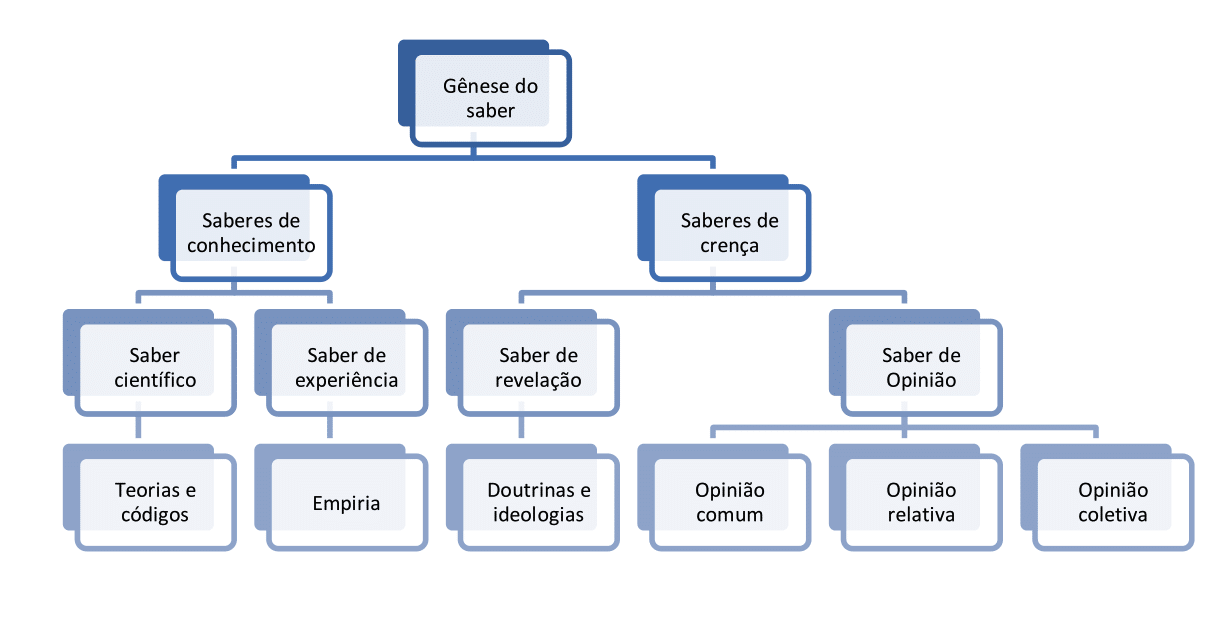 Gênese do
saber
Saberes de
conhecimento
Saberes de
crença
Saber
científico
Saber de
experiência
Saber de
revelação
Saber de
Opinião
Teorias e
códigos
Empiria
Doutrinas e
ideologias
Opinião
comum
Opinião
relativa
Opinião
coletiva